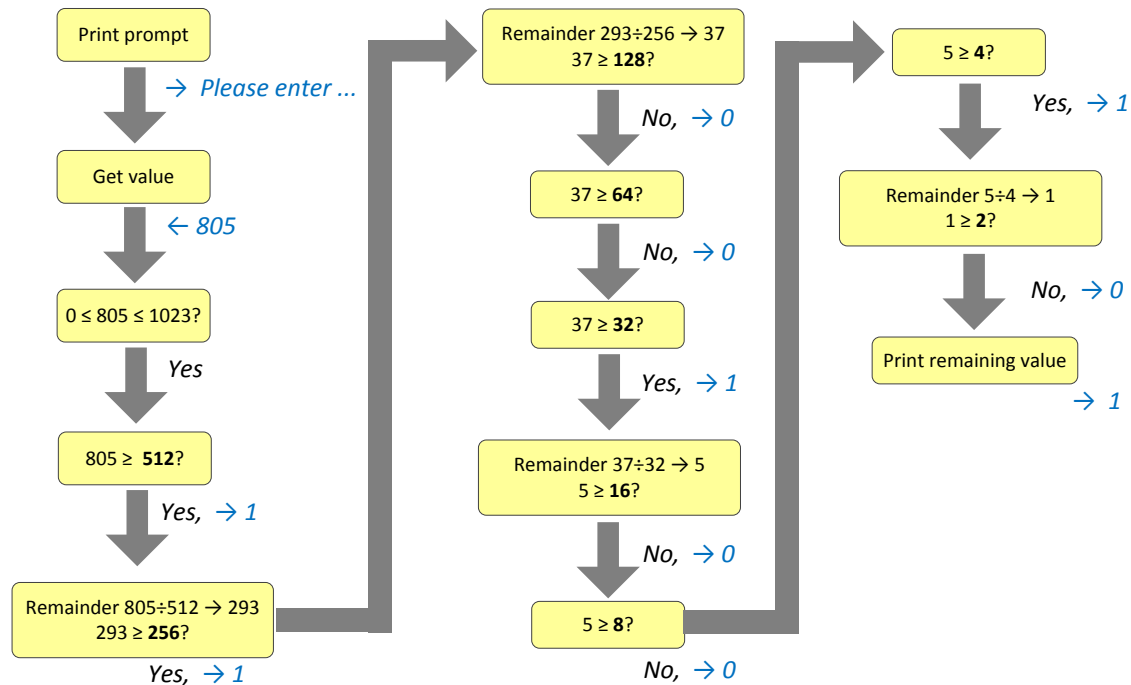 Print prompt
→ Please enter ...
Get value
← 805
0 ≤ 805 ≤ 1023?
Yes
805 ≥ 512?
Yes, → 1
Remainder 805÷512 → 293
293 ≥ 256?
Yes, → 1
Remainder 293÷256 → 37
37 ≥ 128?
No, → 0
37 ≥ 64?
No, → 0
37 ≥ 32?
Yes, → 1
Remainder 37÷32 → 5
5 ≥ 16?
No, → 0
5 ≥ 8?
No, → 0
5 ≥ 4?
Yes, → 1
Remainder 5÷4 → 1
1 ≥ 2?
No, → 0
Print remaining value
→ 1